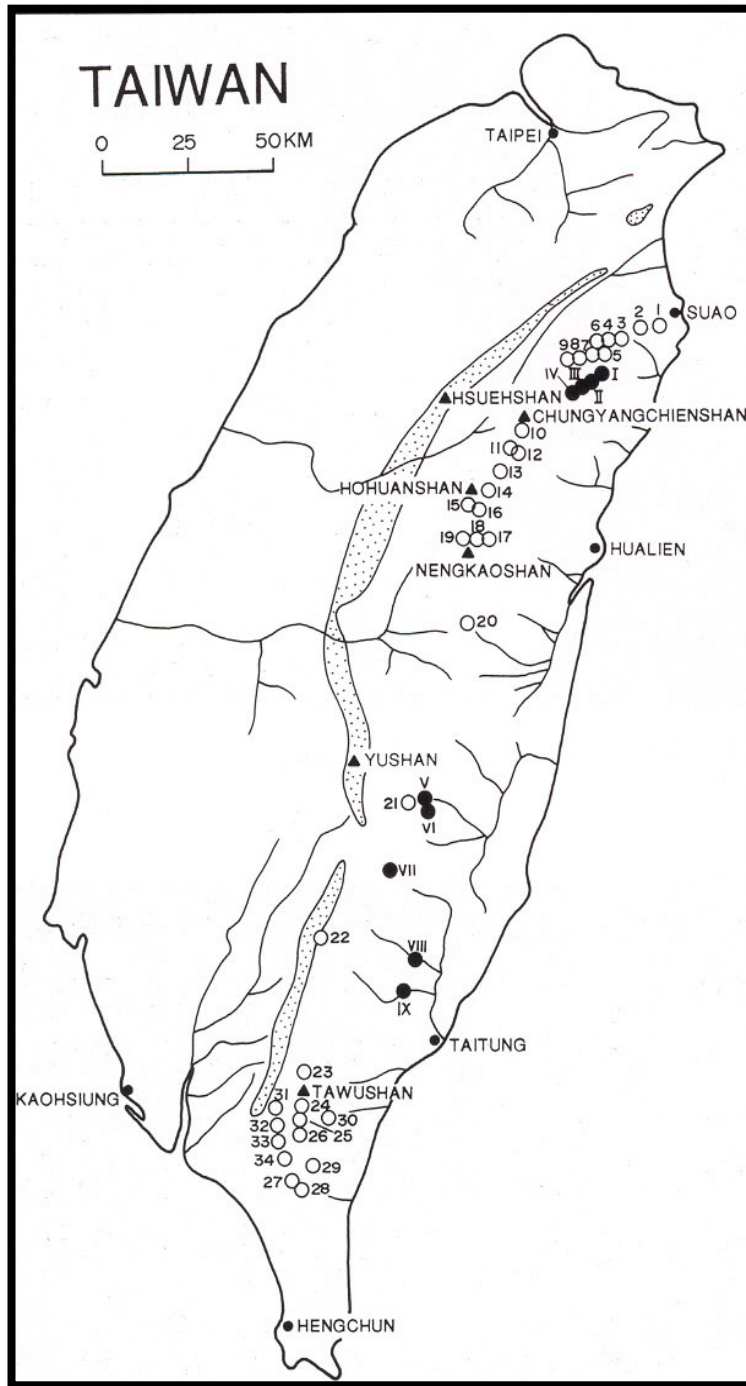 TAIWAN
0 25 50KM
TAIPEI
SUAO
2 1
6 4 3
9 8 7
5
IV III I
II
HSUEHSHAN
CHUNGYANGCHIENSHAN
10
11 12
13
HOHUANSHAN
14
15 16
18
19 17
HUALIEN
NENGKAOSHAN
20
YUSHAN
V
21
VI
VII
22
VIII
IX
TAITUNG
23
KAOHSIUNG
TAWUSHAN
31 24
30
32
25
33 26
34
29
27
28
HENGCHUN